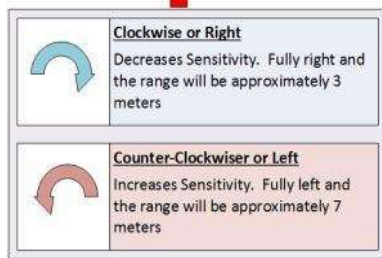 Clockwise or Right
Decreases Sensitivity. Fully right and
the range will be approximately 3
meters
Counter-Clockwiser or Left
Increases Sensitivity. Fully left and
the range will be approximately 7
meters